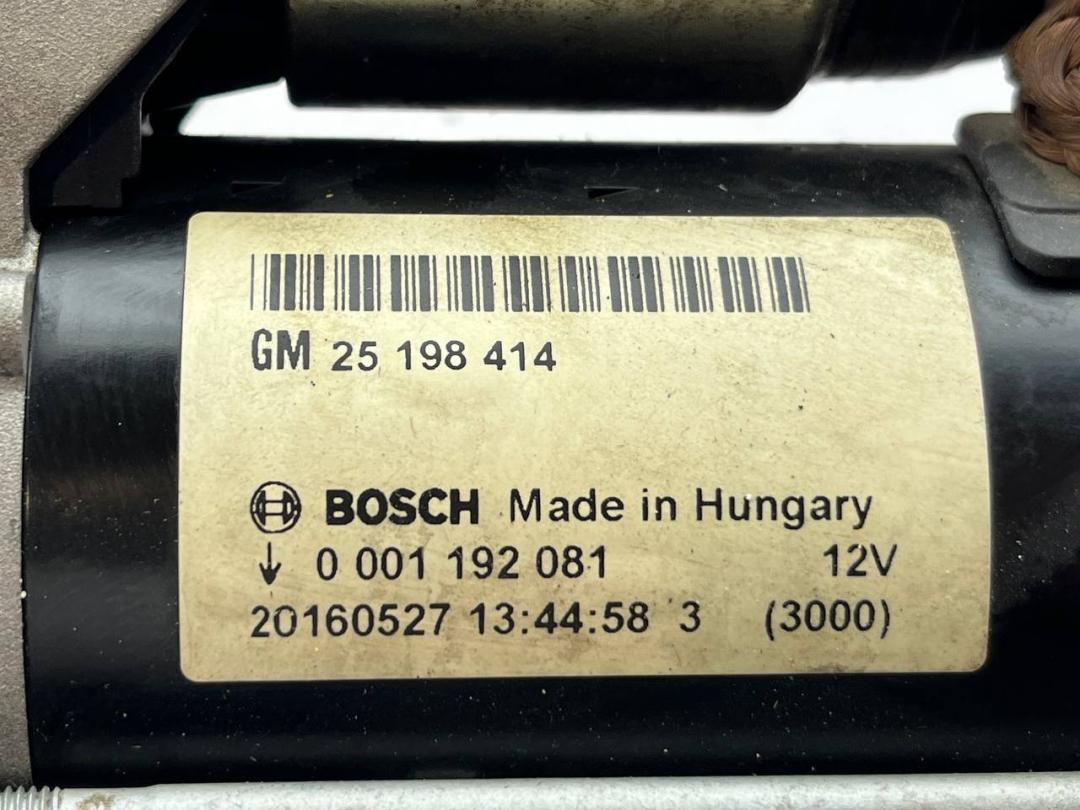 GM 25 198 414
BOSCH Made in Hungary
↓ 0 001 192 081 12V
20160527 13:44:58 3 (3000)